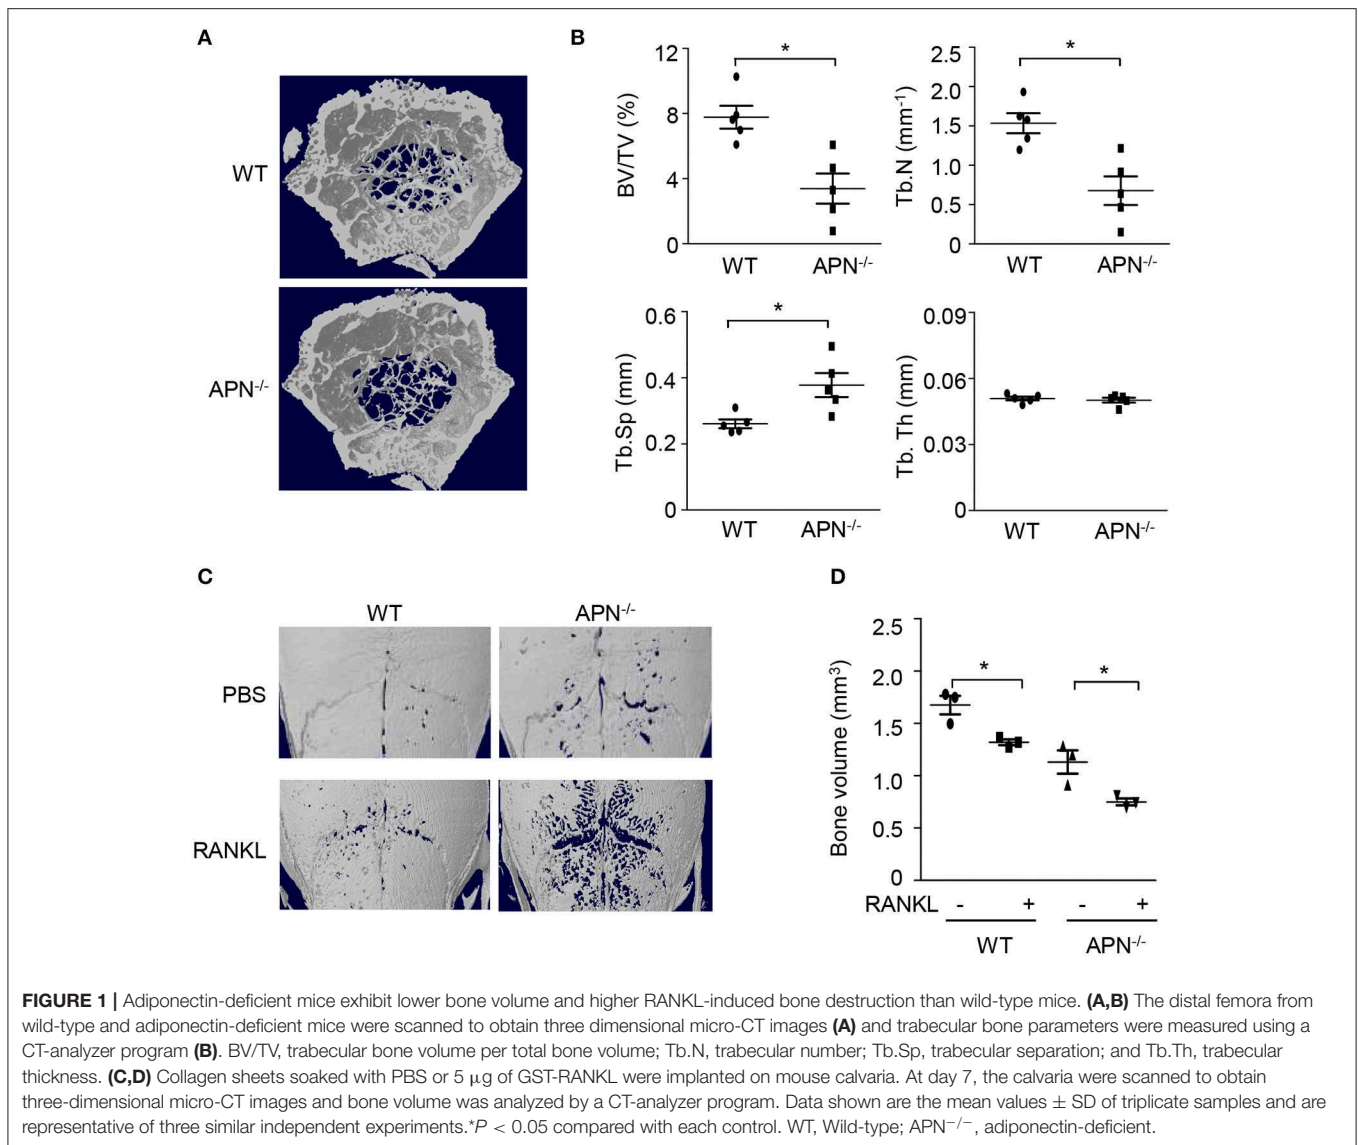 A
WT
APN⁻/⁻
B
12
8
4
0
BV/TV (%)
*
WT APN⁻/⁻
2.5
2.0
1.5
1.0
0.5
0
Tb.N (mm⁻¹)
*
WT APN⁻/⁻
0.6
0.4
0.2
0
Tb.Sp (mm)
*
WT APN⁻/⁻
0.09
0.06
0.03
0
Tb. Th (mm)
WT APN⁻/⁻
C
WT APN⁻/⁻
PBS
RANKL
D
2.5
2.0
1.5
1.0
0.5
0
Bone volume (mm³)
* *
RANKL - + - +
WT APN⁻/⁻
FIGURE 1 | Adiponectin-deficient mice exhibit lower bone volume and higher RANKL-induced bone destruction than wild-type mice. (A,B) The distal femora from
wild-type and adiponectin-deficient mice were scanned to obtain three dimensional micro-CT images (A) and trabecular bone parameters were measured using a
CT-analyzer program (B). BV/TV, trabecular bone volume per total bone volume; Tb.N, trabecular number; Tb.Sp, trabecular separation; and Tb.Th, trabecular
thickness. (C,D) Collagen sheets soaked with PBS or 5 μg of GST-RANKL were implanted on mouse calvaria. At day 7, the calvaria were scanned to obtain
three-dimensional micro-CT images and bone volume was analyzed by a CT-analyzer program. Data shown are the mean values ± SD of triplicate samples and are
representative of three similar independent experiments.*P < 0.05 compared with each control. WT, Wild-type; APN⁻/⁻, adiponectin-deficient.